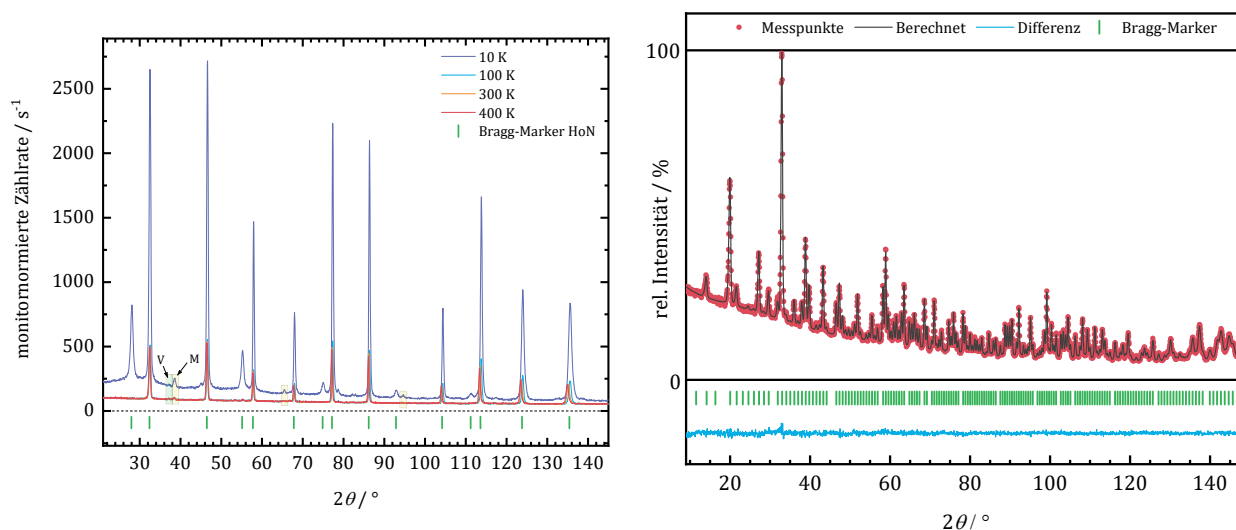 monitornormierte Zählrate / s⁻¹
2500
2000
1500
1000
500
0
10 K
100 K
300 K
400 K
Bragg-Marker HoN
V
M
30 40 50 60 70 80 90 100 110 120 130 140
2θ / °
Messpunkte Berechnet Differenz Bragg-Marker
rel. Intensität / %
100
0
20 40 60 80 100 120 140
2θ / °